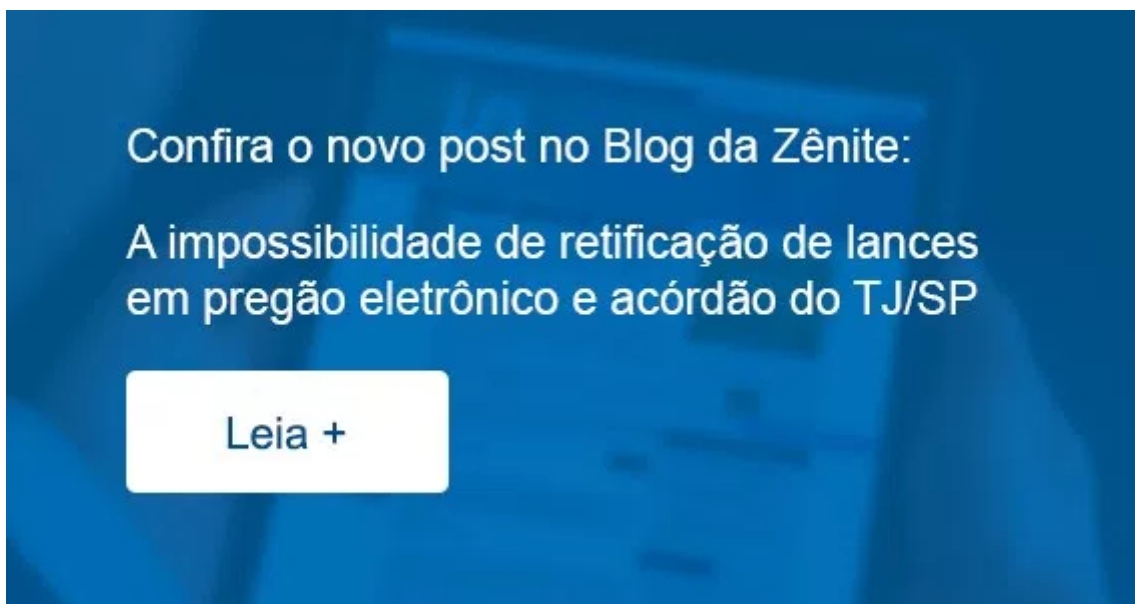 Confira o novo post no Blog da Zênite:
A impossibilidade de retificação de lances
em pregão eletrônico e acórdão do TJ/SP
Leia +